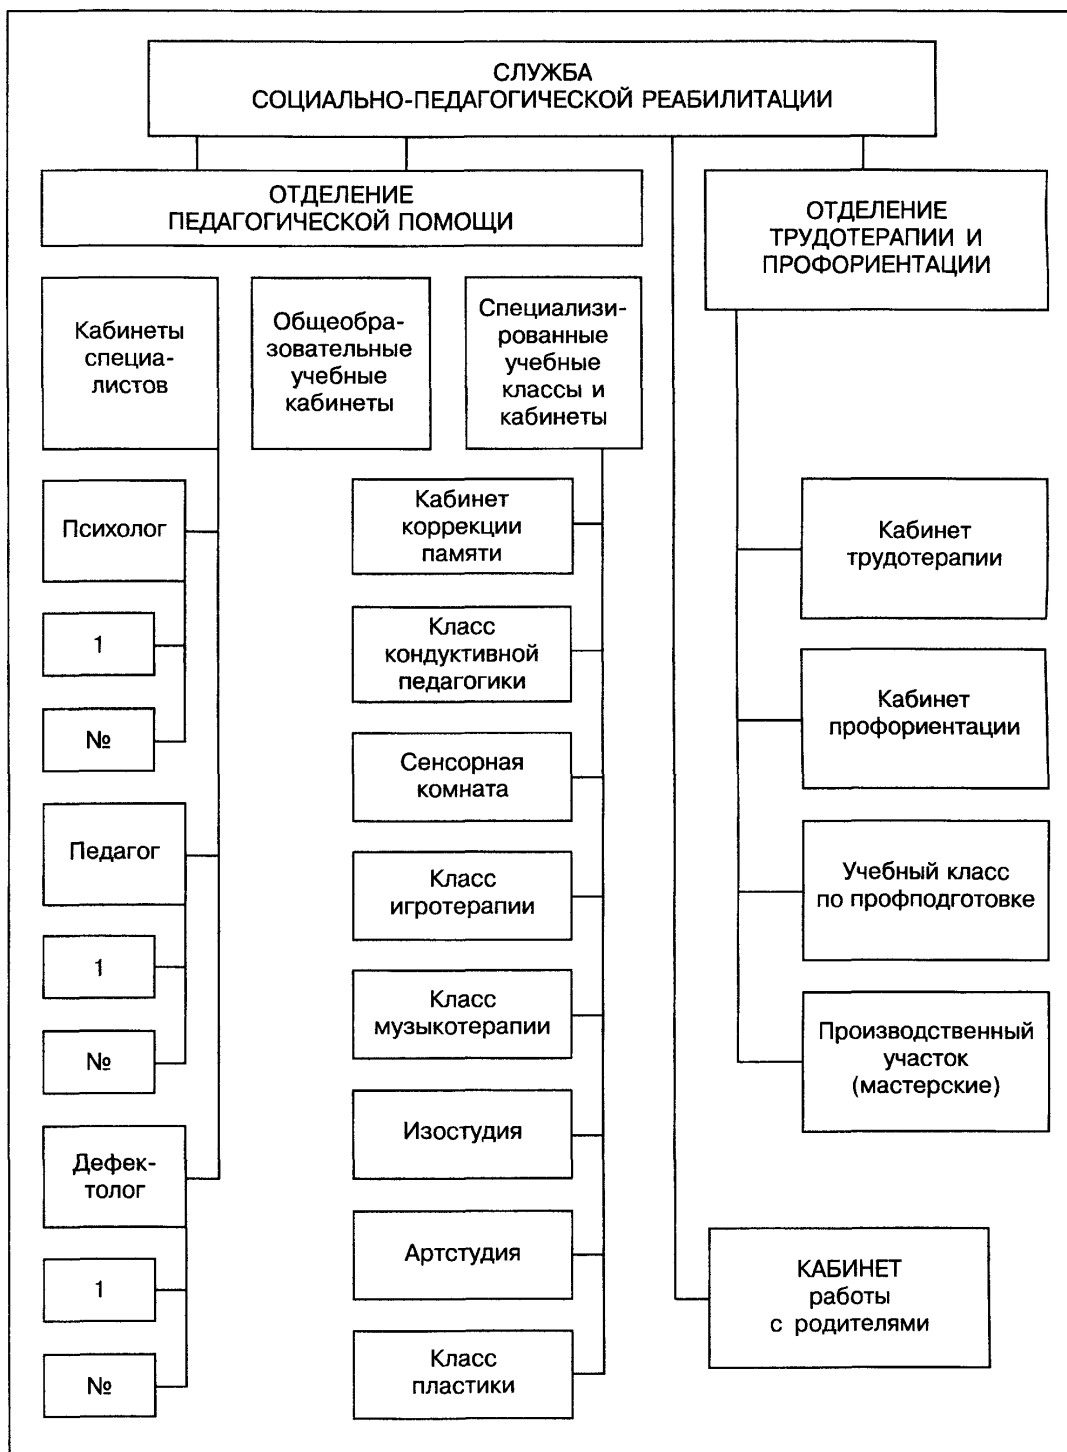 СЛУЖБА
СОЦИАЛЬНО-ПЕДАГОГИЧЕСКОЙ РЕАБИЛИТАЦИИ
ОТДЕЛЕНИЕ
ПЕДАГОГИЧЕСКОЙ ПОМОЩИ
ОТДЕЛЕНИЕ
ТРУДОТЕРАПИИ И
ПРОФОРИЕНТАЦИИ
Кабинеты
специа-
листов
Общеобра-
зовательные
учебные
кабинеты
Специализи-
рованные
учебные
классы и
кабинеты
Психолог
1
№
Педагог
1
№
Дефек-
толог
1
№
Кабинет
коррекции
памяти
Класс
кондуктивной
педагогики
Сенсорная
комната
Класс
игротерапии
Класс
музыкотерапии
Изостудия
Артстудия
Класс
пластики
Кабинет
трудотерапии
Кабинет
профориентации
Учебный класс
по профподготовке
Производственный
участок
(мастерские)
КАБИНЕТ
работы
с родителями